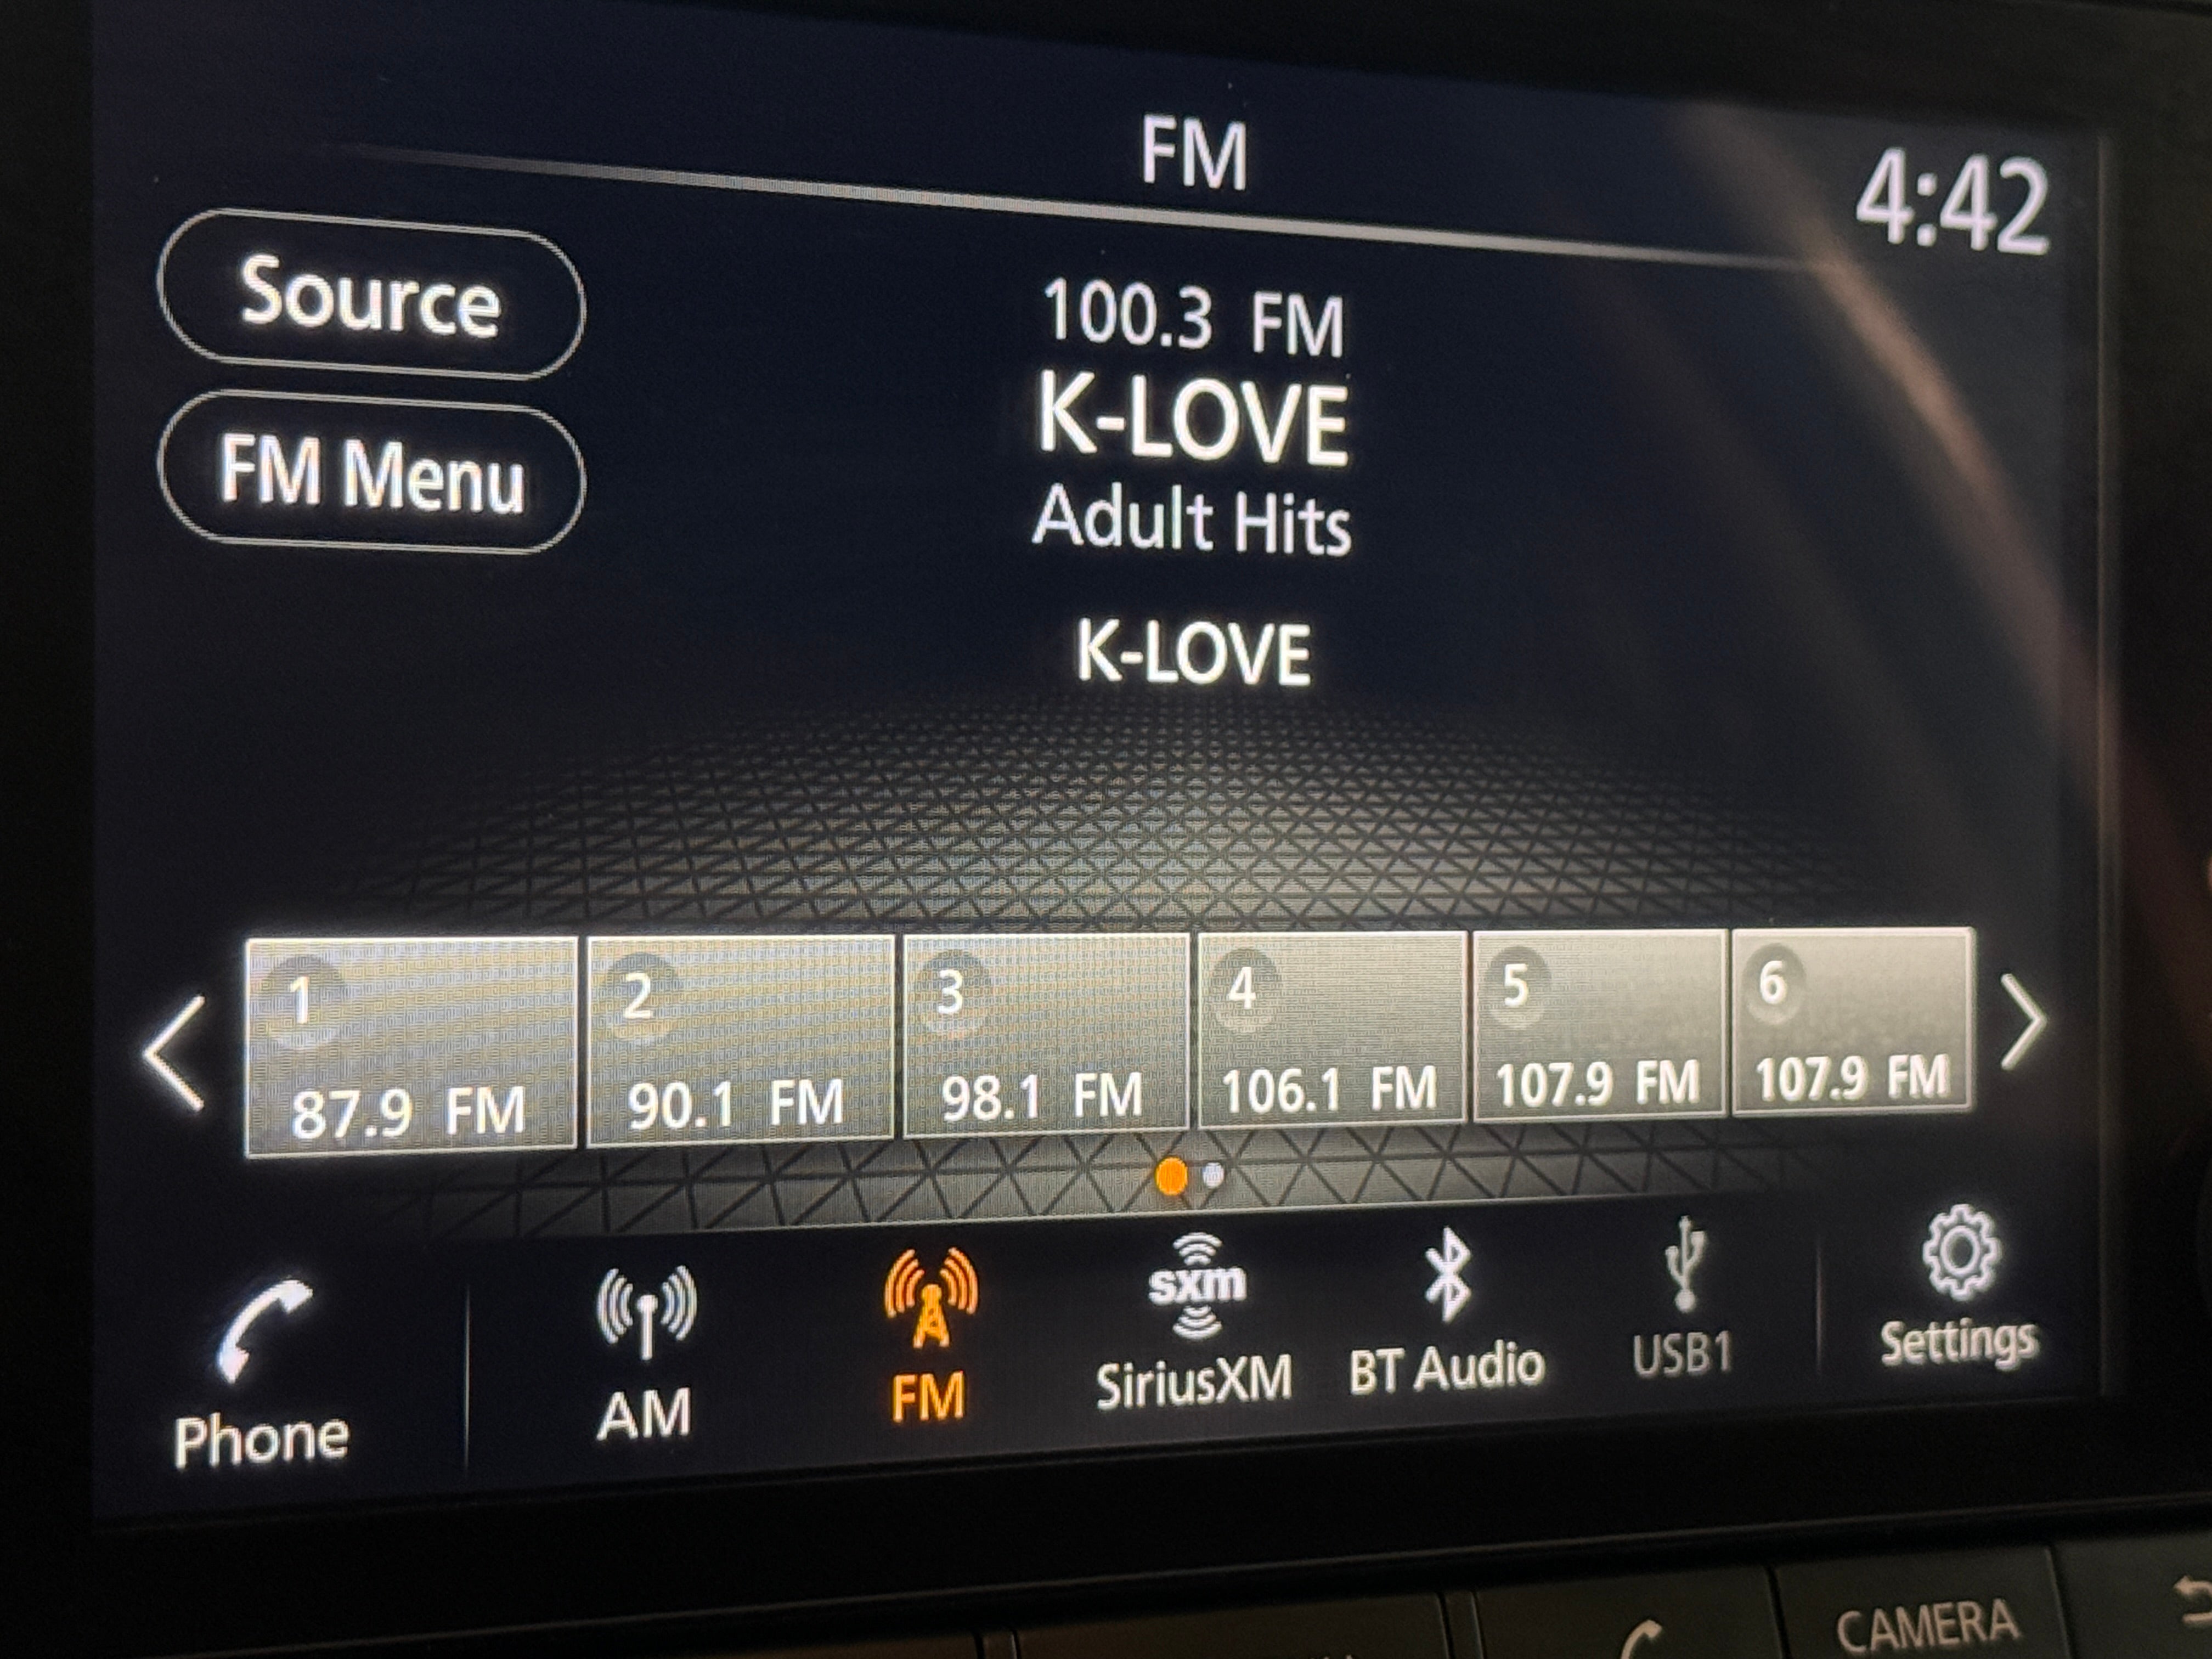 FM
4:42
Source
100.3 FM
K-LOVE
FM Menu
Adult Hits
K-LOVE
1
2
3
4
5
6
87.9 FM
90.1 FM
98.1 FM
106.1 FM
107.9 FM
107.9 FM
sxm
Phone
AM
FM
SiriusXM
BT Audio
USB1
Settings
CAMERA